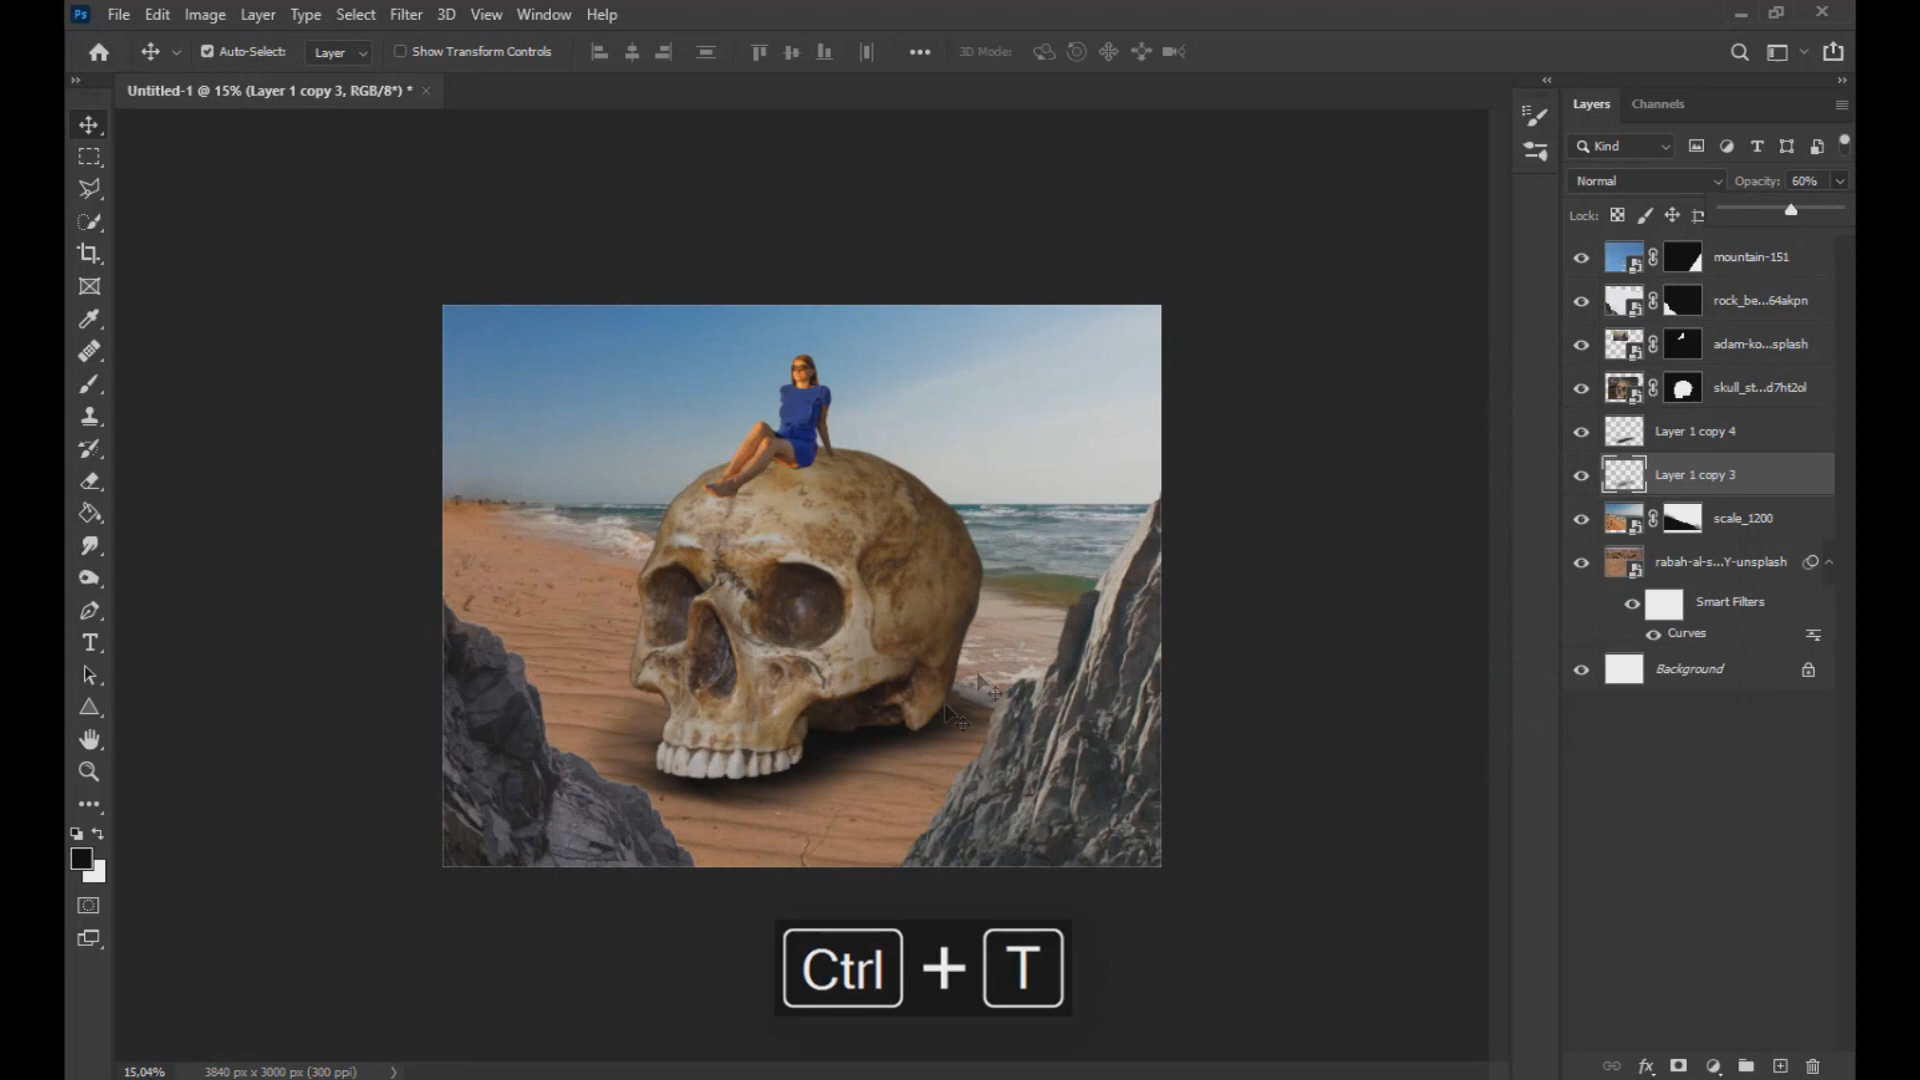 Ps File Edit Image Layer Type Select Filter 3D View Window Help
Auto-Select: Layer Show Transform Controls 3D Mode:
Untitled-1 @ 15% (Layer 1 copy 3, RGB/8*) * ×
Layers Channels
Kind
Normal Opacity: 60%
Lock:
mountain-151
rock_be...64akpn
adam-ko...splash
skull_st...d7ht2ol
Layer 1 copy 4
Layer 1 copy 3
scale_1200
rabah-al-s...Y-unsplash
Smart Filters
Curves
Background
Ctrl + T
15,04% 3840 px x 3000 px (300 ppi)